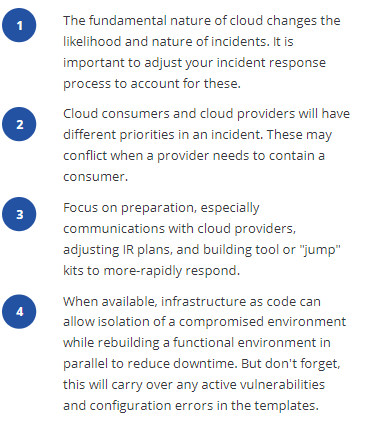 1
The fundamental nature of cloud changes the
likelihood and nature of incidents. It is
important to adjust your incident response
process to account for these.
2
Cloud consumers and cloud providers will have
different priorities in an incident. These may
conflict when a provider needs to contain a
consumer.
3
Focus on preparation, especially
communications with cloud providers,
adjusting IR plans, and building tool or "jump"
kits to more-rapidly respond.
4
When available, infrastructure as code can
allow isolation of a compromised environment
while rebuilding a functional environment in
parallel to reduce downtime. But don't forget,
this will carry over any active vulnerabilities
and configuration errors in the templates.